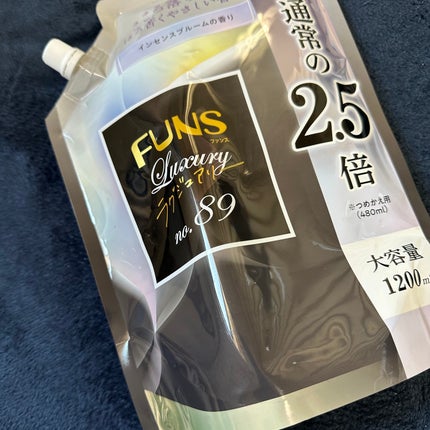 インセンスブルームの香り
FUNS
ファンス
Luxury
ラグジュアリー
no.89
通常の
2.5
倍
※つめかえ用
(480ml)
大容量
1200ml